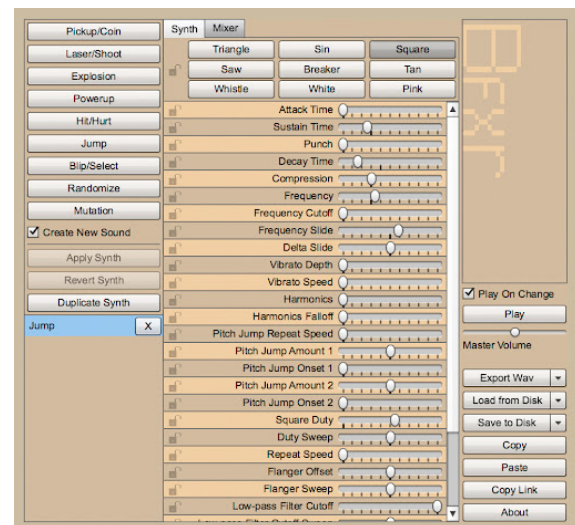 Pickup/Coin
Laser/Shoot
Explosion
Powerup
Hit/Hurt
Jump
Blip/Select
Randomize
Mutation
Create New Sound
Apply Synth
Revert Synth
Duplicate Synth
Jump X
Synth Mixer
Triangle Sin Square
Saw Breaker Tan
Whistle White Pink
Attack Time
Sustain Time
Punch
Decay Time
Compression
Frequency
Frequency Cutoff
Frequency Slide
Delta Slide
Vibrato Depth
Vibrato Speed
Harmonics
Harmonics Falloff
Pitch Jump Repeat Speed
Pitch Jump Amount 1
Pitch Jump Onset 1
Pitch Jump Amount 2
Pitch Jump Onset 2
Square Duty
Duty Sweep
Repeat Speed
Flanger Offset
Flanger Sweep
Low-pass Filter Cutoff
Low-pass Filter Cutoff Sweep
Bfxr
Play On Change
Play
Master Volume
Export Wav
Load from Disk
Save to Disk
Copy
Paste
Copy Link
About